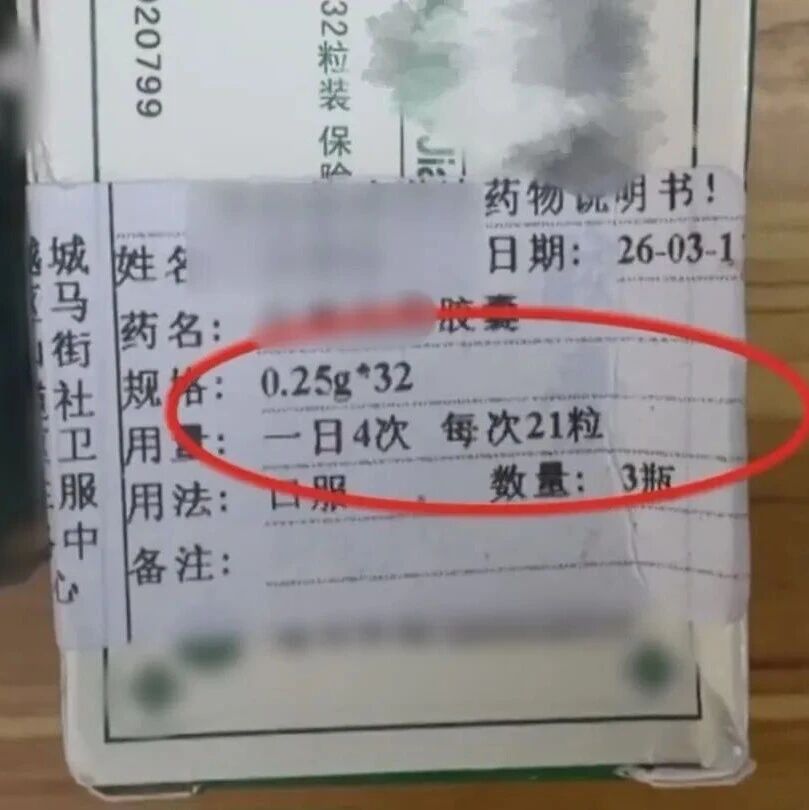 020799
32粒装 保险
Jia
药物说明书!
日期: 26-03-1
姓名
药名: 胶囊
规格: 0.25g*32
用量: 一日4次 每次21粒
用法: 口服 数量: 3瓶
备注:
城马街社卫服中心